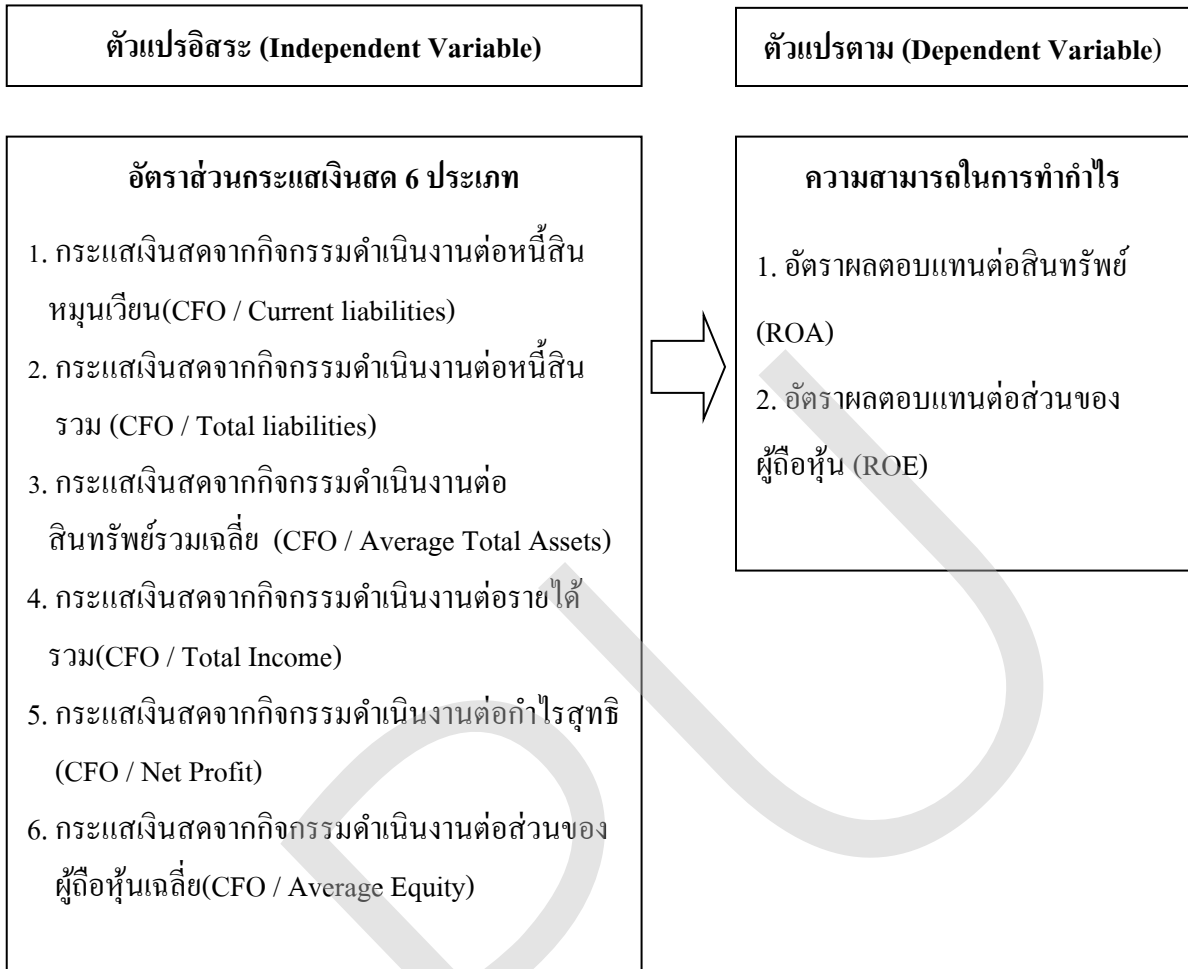 ตัวแปรอิสระ (Independent Variable)
ตัวแปรตาม (Dependent Variable)
อัตราส่วนกระแสเงินสด 6 ประเภท
1. กระแสเงินสดจากกิจกรรมดำเนินงานต่อหนี้สิน
หมุนเวียน(CFO / Current liabilities)
2. กระแสเงินสดจากกิจกรรมดำเนินงานต่อหนี้สิน
รวม (CFO / Total liabilities)
3. กระแสเงินสดจากกิจกรรมดำเนินงานต่อ
สินทรัพย์รวมเฉลี่ย (CFO / Average Total Assets)
4. กระแสเงินสดจากกิจกรรมดำเนินงานต่อรายได้
รวม(CFO / Total Income)
5. กระแสเงินสดจากกิจกรรมดำเนินงานต่อกำไรสุทธิ
(CFO / Net Profit)
6. กระแสเงินสดจากกิจกรรมดำเนินงานต่อส่วนของ
ผู้ถือหุ้นเฉลี่ย(CFO / Average Equity)
ความสามารถในการทำกำไร
1. อัตราผลตอบแทนต่อสินทรัพย์
(ROA)
2. อัตราผลตอบแทนต่อส่วนของ
ผู้ถือหุ้น (ROE)
DPU